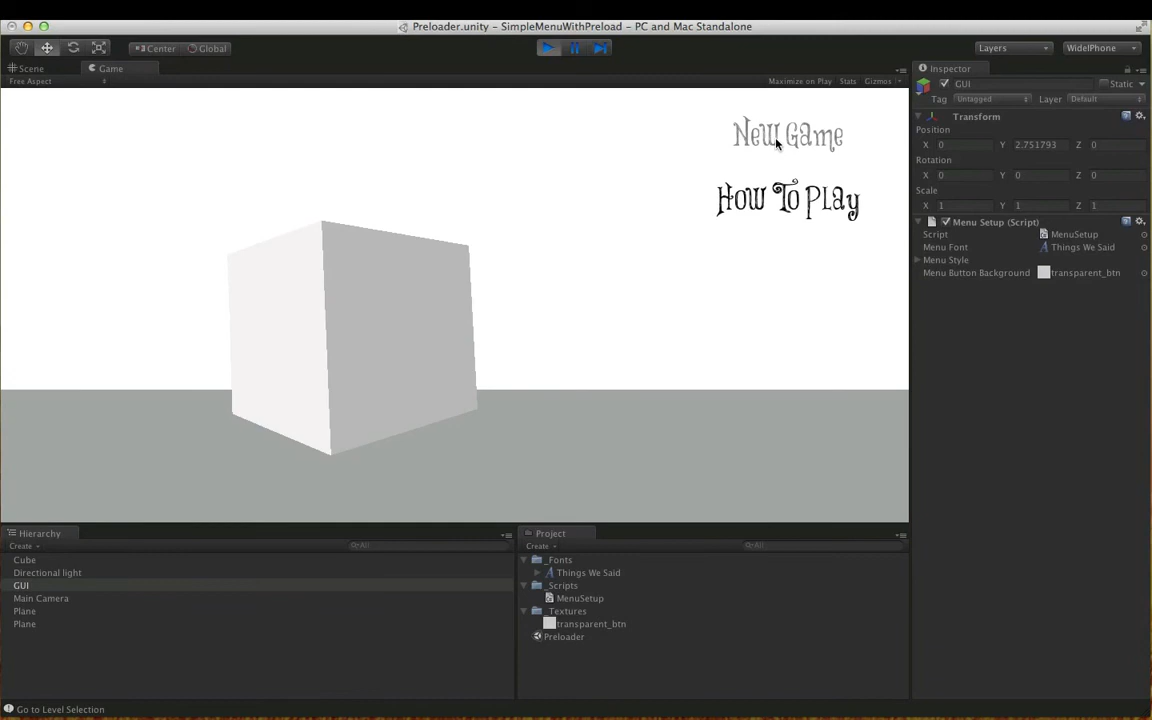 Preloader.unity – SimpleMenuWithPreload – PC and Mac Standalone
Center Global Layers WidelPhone
Scene Game
Free Aspect Maximize on Play Stats Gizmos
New Game
How To Play
Inspector
GUI Static
Tag Untagged Layer Default
Transform
Position
X 0 Y 2.751793 Z 0
Rotation
X 0 Y 0 Z 0
Scale
X 1 Y 1 Z 1
Menu Setup (Script)
Script MenuSetup
Menu Font Things We Said
Menu Style
Menu Button Background transparent_btn
Hierarchy
Create All
Cube
Directional light
GUI
Main Camera
Plane
Plane
Project
Create All
_Fonts
Things We Said
_Scripts
MenuSetup
_Textures
transparent_btn
Preloader
Go to Level Selection